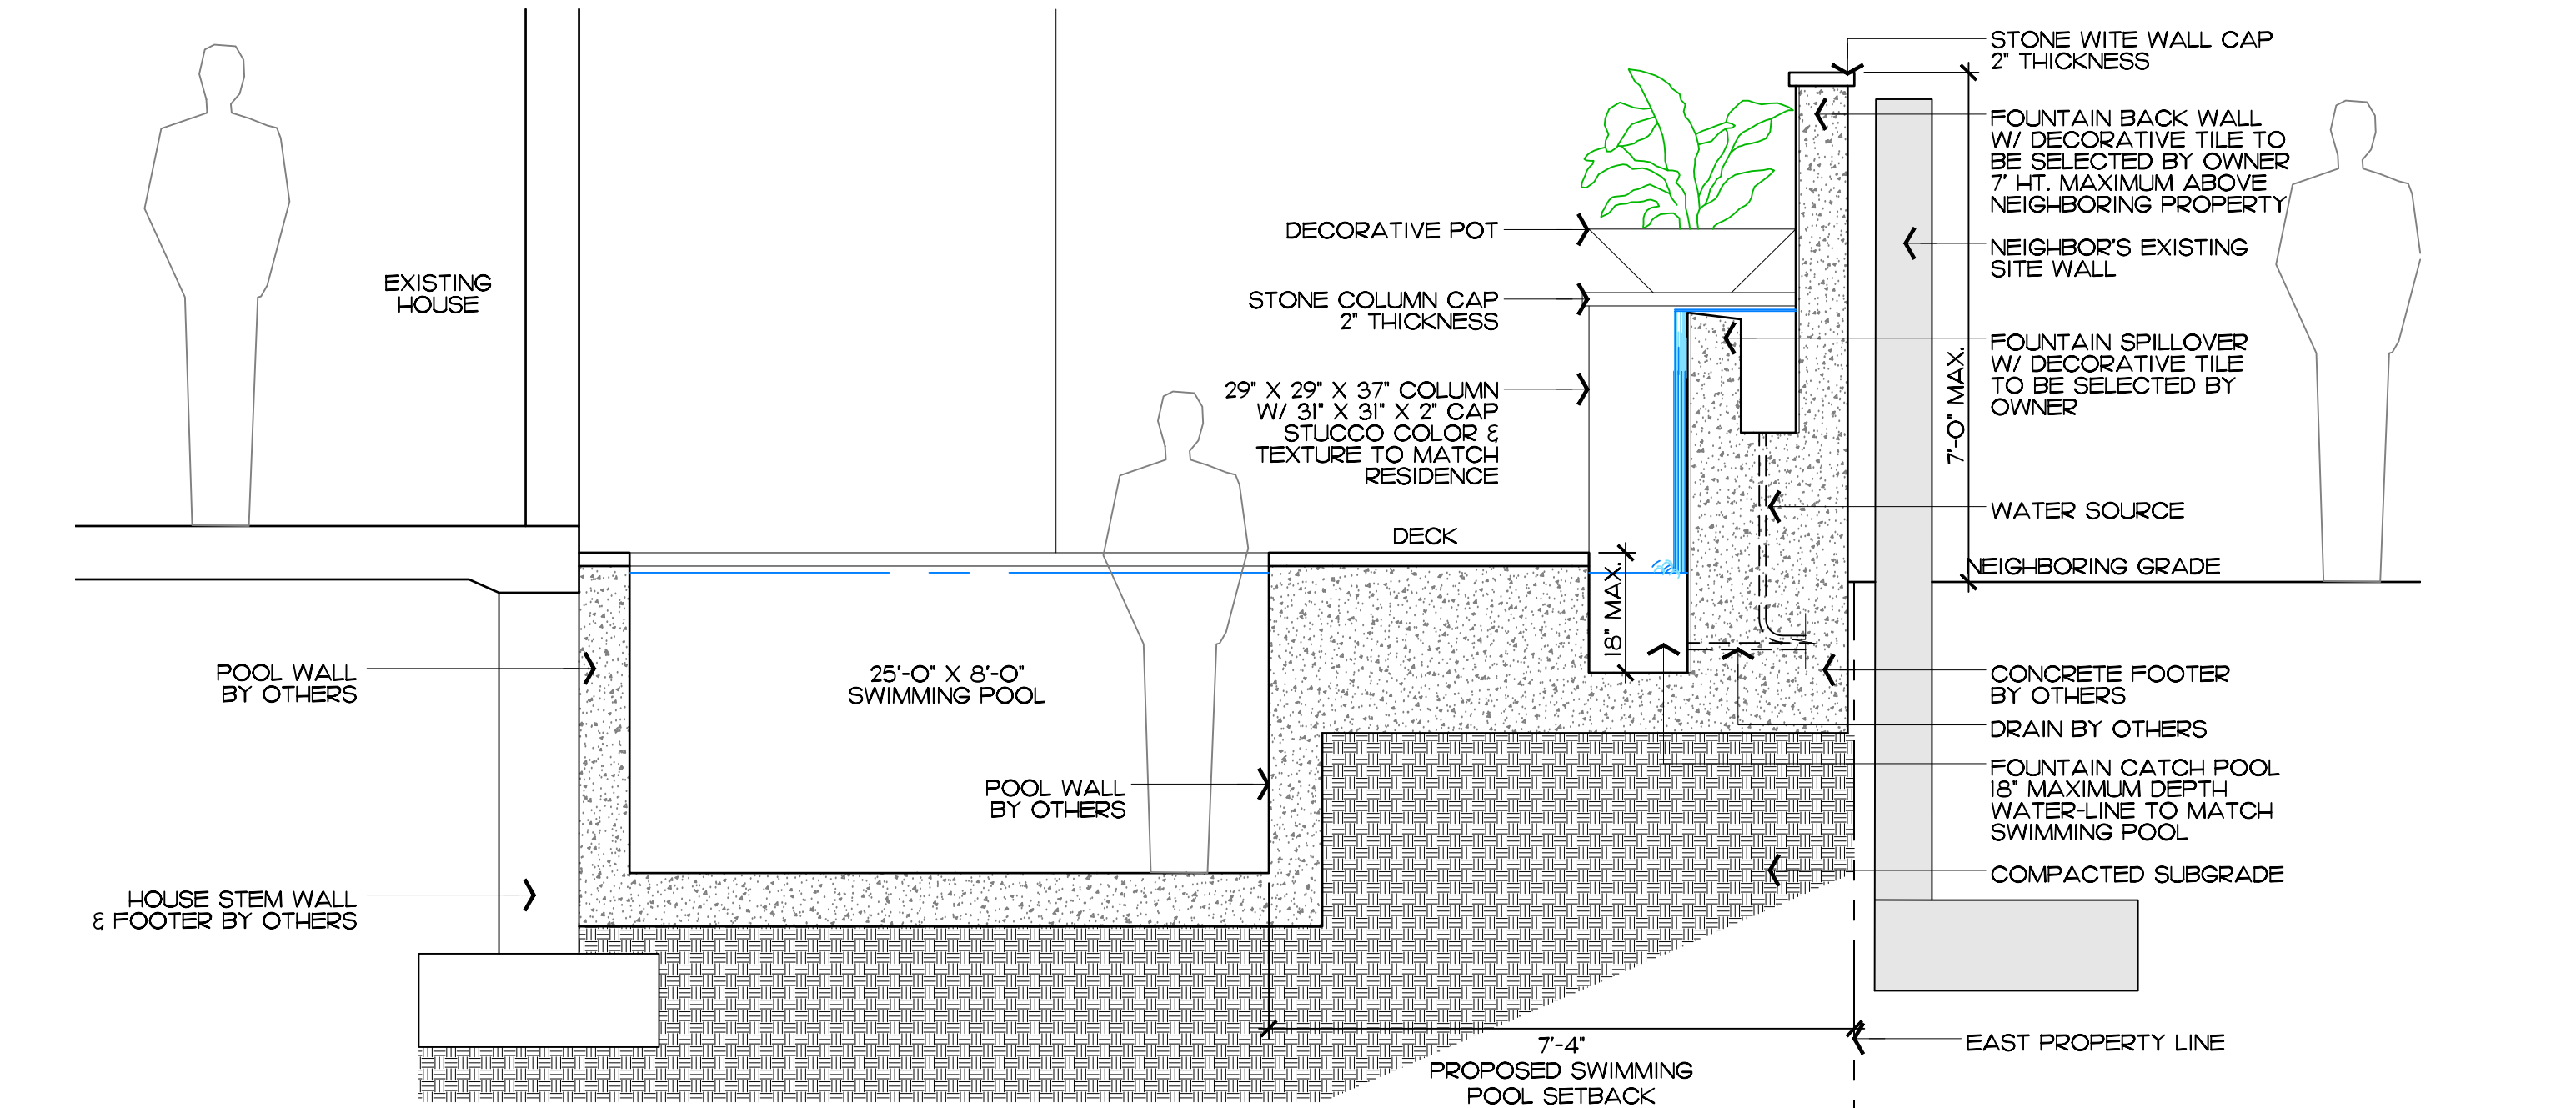 STONE WITE WALL CAP
2" THICKNESS
FOUNTAIN BACK WALL
W/ DECORATIVE TILE TO
BE SELECTED BY OWNER
7' HT. MAXIMUM ABOVE
NEIGHBORING PROPERTY
DECORATIVE POT
NEIGHBOR'S EXISTING
SITE WALL
EXISTING
HOUSE
STONE COLUMN CAP
2" THICKNESS
FOUNTAIN SPILLOVER
W/ DECORATIVE TILE
TO BE SELECTED BY
OWNER
7'-0" MAX.
29" X 29" X 37" COLUMN
W/ 31" X 31" X 2" CAP
STUCCO COLOR &
TEXTURE TO MATCH
RESIDENCE
WATER SOURCE
DECK
NEIGHBORING GRADE
18" MAX.
POOL WALL
BY OTHERS
25'-0" X 8'-0"
SWIMMING POOL
CONCRETE FOOTER
BY OTHERS
DRAIN BY OTHERS
POOL WALL
BY OTHERS
FOUNTAIN CATCH POOL
18" MAXIMUM DEPTH
WATER-LINE TO MATCH
SWIMMING POOL
COMPACTED SUBGRADE
HOUSE STEM WALL
& FOOTER BY OTHERS
7'-4"
PROPOSED SWIMMING
POOL SETBACK
EAST PROPERTY LINE